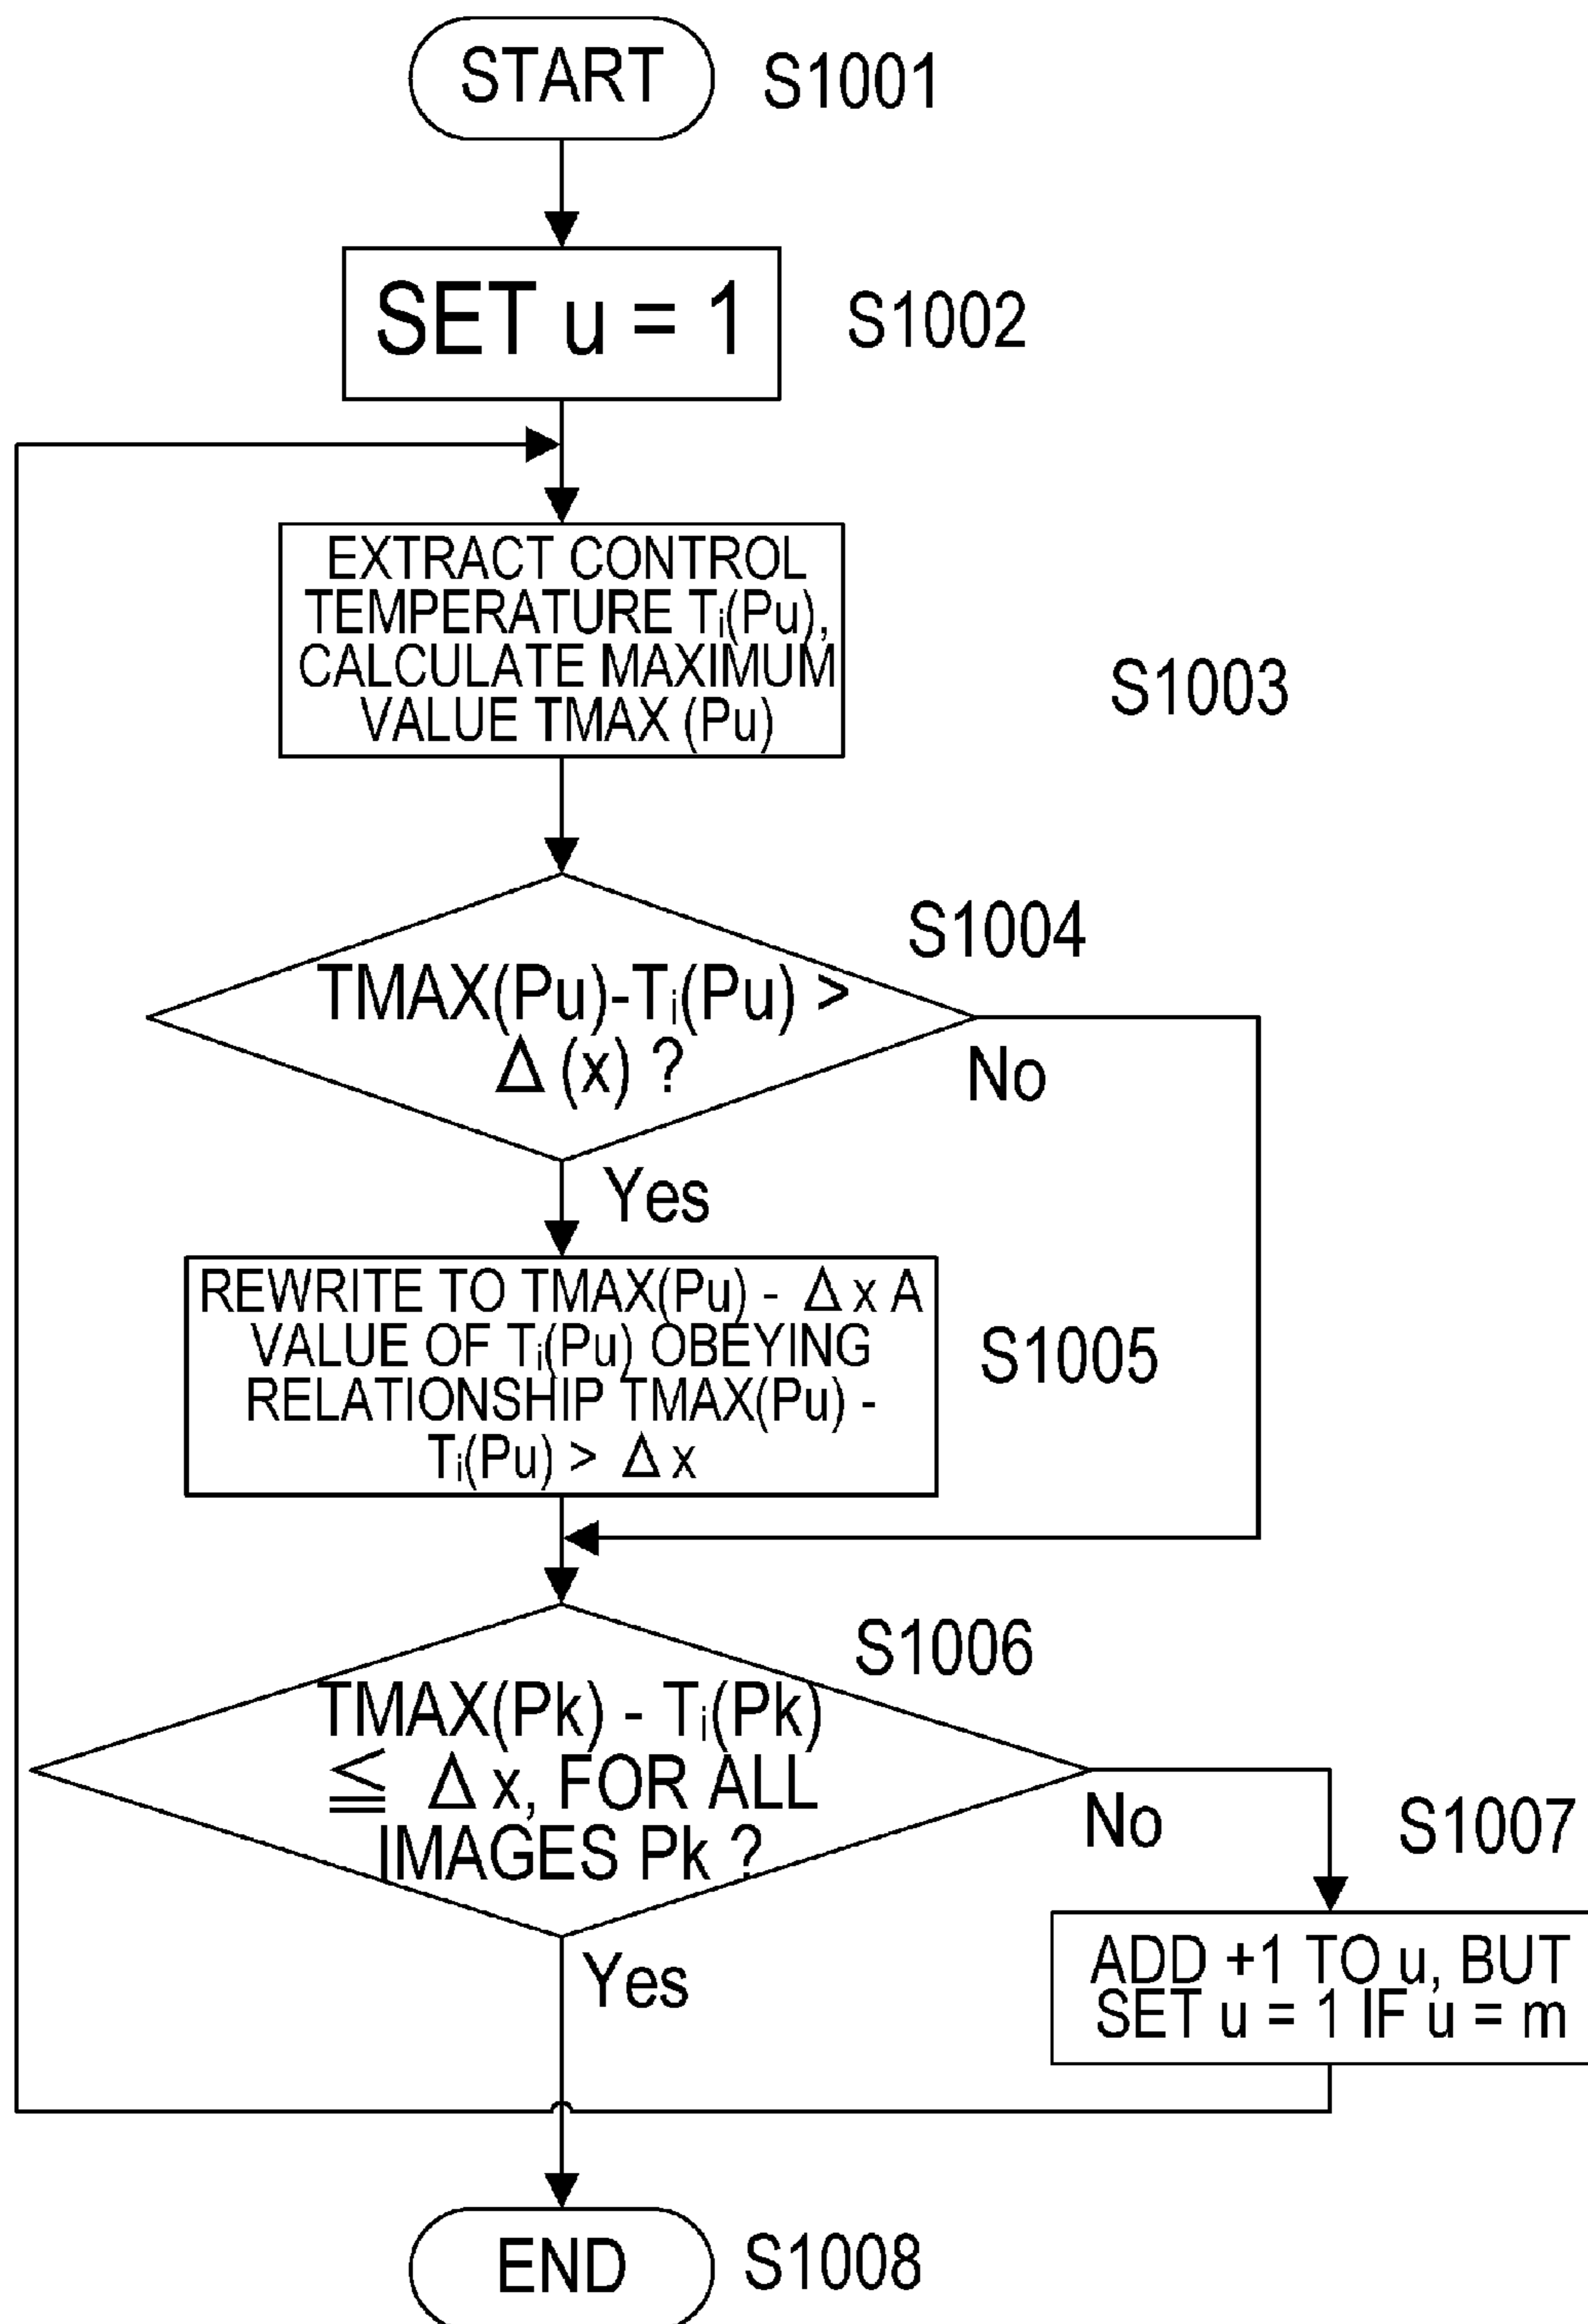 START
S1001
SET u = 1
S1002
EXTRACT CONTROL
TEMPERATURE Ti(Pu),
CALCULATE MAXIMUM
VALUE TMAX (Pu)
S1003
S1004
TMAX(Pu)-Ti(Pu) >
Δ (x) ?
No
Yes
REWRITE TO TMAX(Pu) - Δ x A
VALUE OF Ti(Pu) OBEYING
RELATIONSHIP TMAX(Pu) -
Ti(Pu) > Δ x
S1005
S1006
TMAX(Pk) - Ti(Pk)
≦ Δ x, FOR ALL
IMAGES Pk ?
No
S1007
Yes
ADD +1 TO u, BUT
SET u = 1 IF u = m
END
S1008